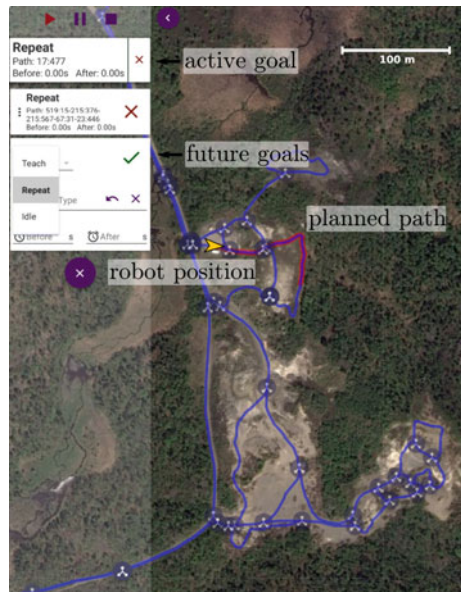 Repeat
Path: 17:477
Before: 0.00s After: 0.00s
active goal
100 m
Repeat
Path: 519:15-215:376-
215:567-67:31-23:446
Before: 0.00s After: 0.00s
future goals
Teach
Repeat
Type
Idle
Before s After s
planned path
robot position